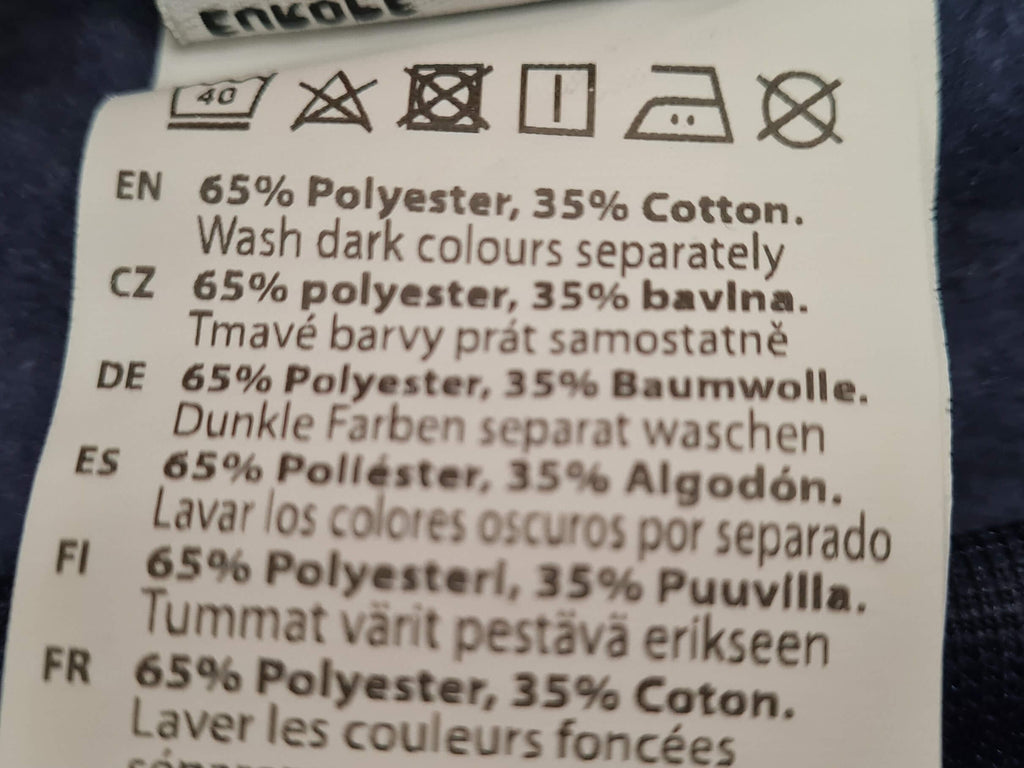 EUROPE
40
EN 65% Polyester, 35% Cotton.
Wash dark colours separately
CZ 65% polyester, 35% bavlna.
Tmavé barvy prát samostatně
DE 65% Polyester, 35% Baumwolle.
Dunkle Farben separat waschen
ES 65% Poliéster, 35% Algodón.
Lavar los colores oscuros por separado
FI 65% Polyesteri, 35% Puuvilla.
Tummat värit pestävä erikseen
FR 65% Polyester, 35% Coton.
Laver les couleurs foncées